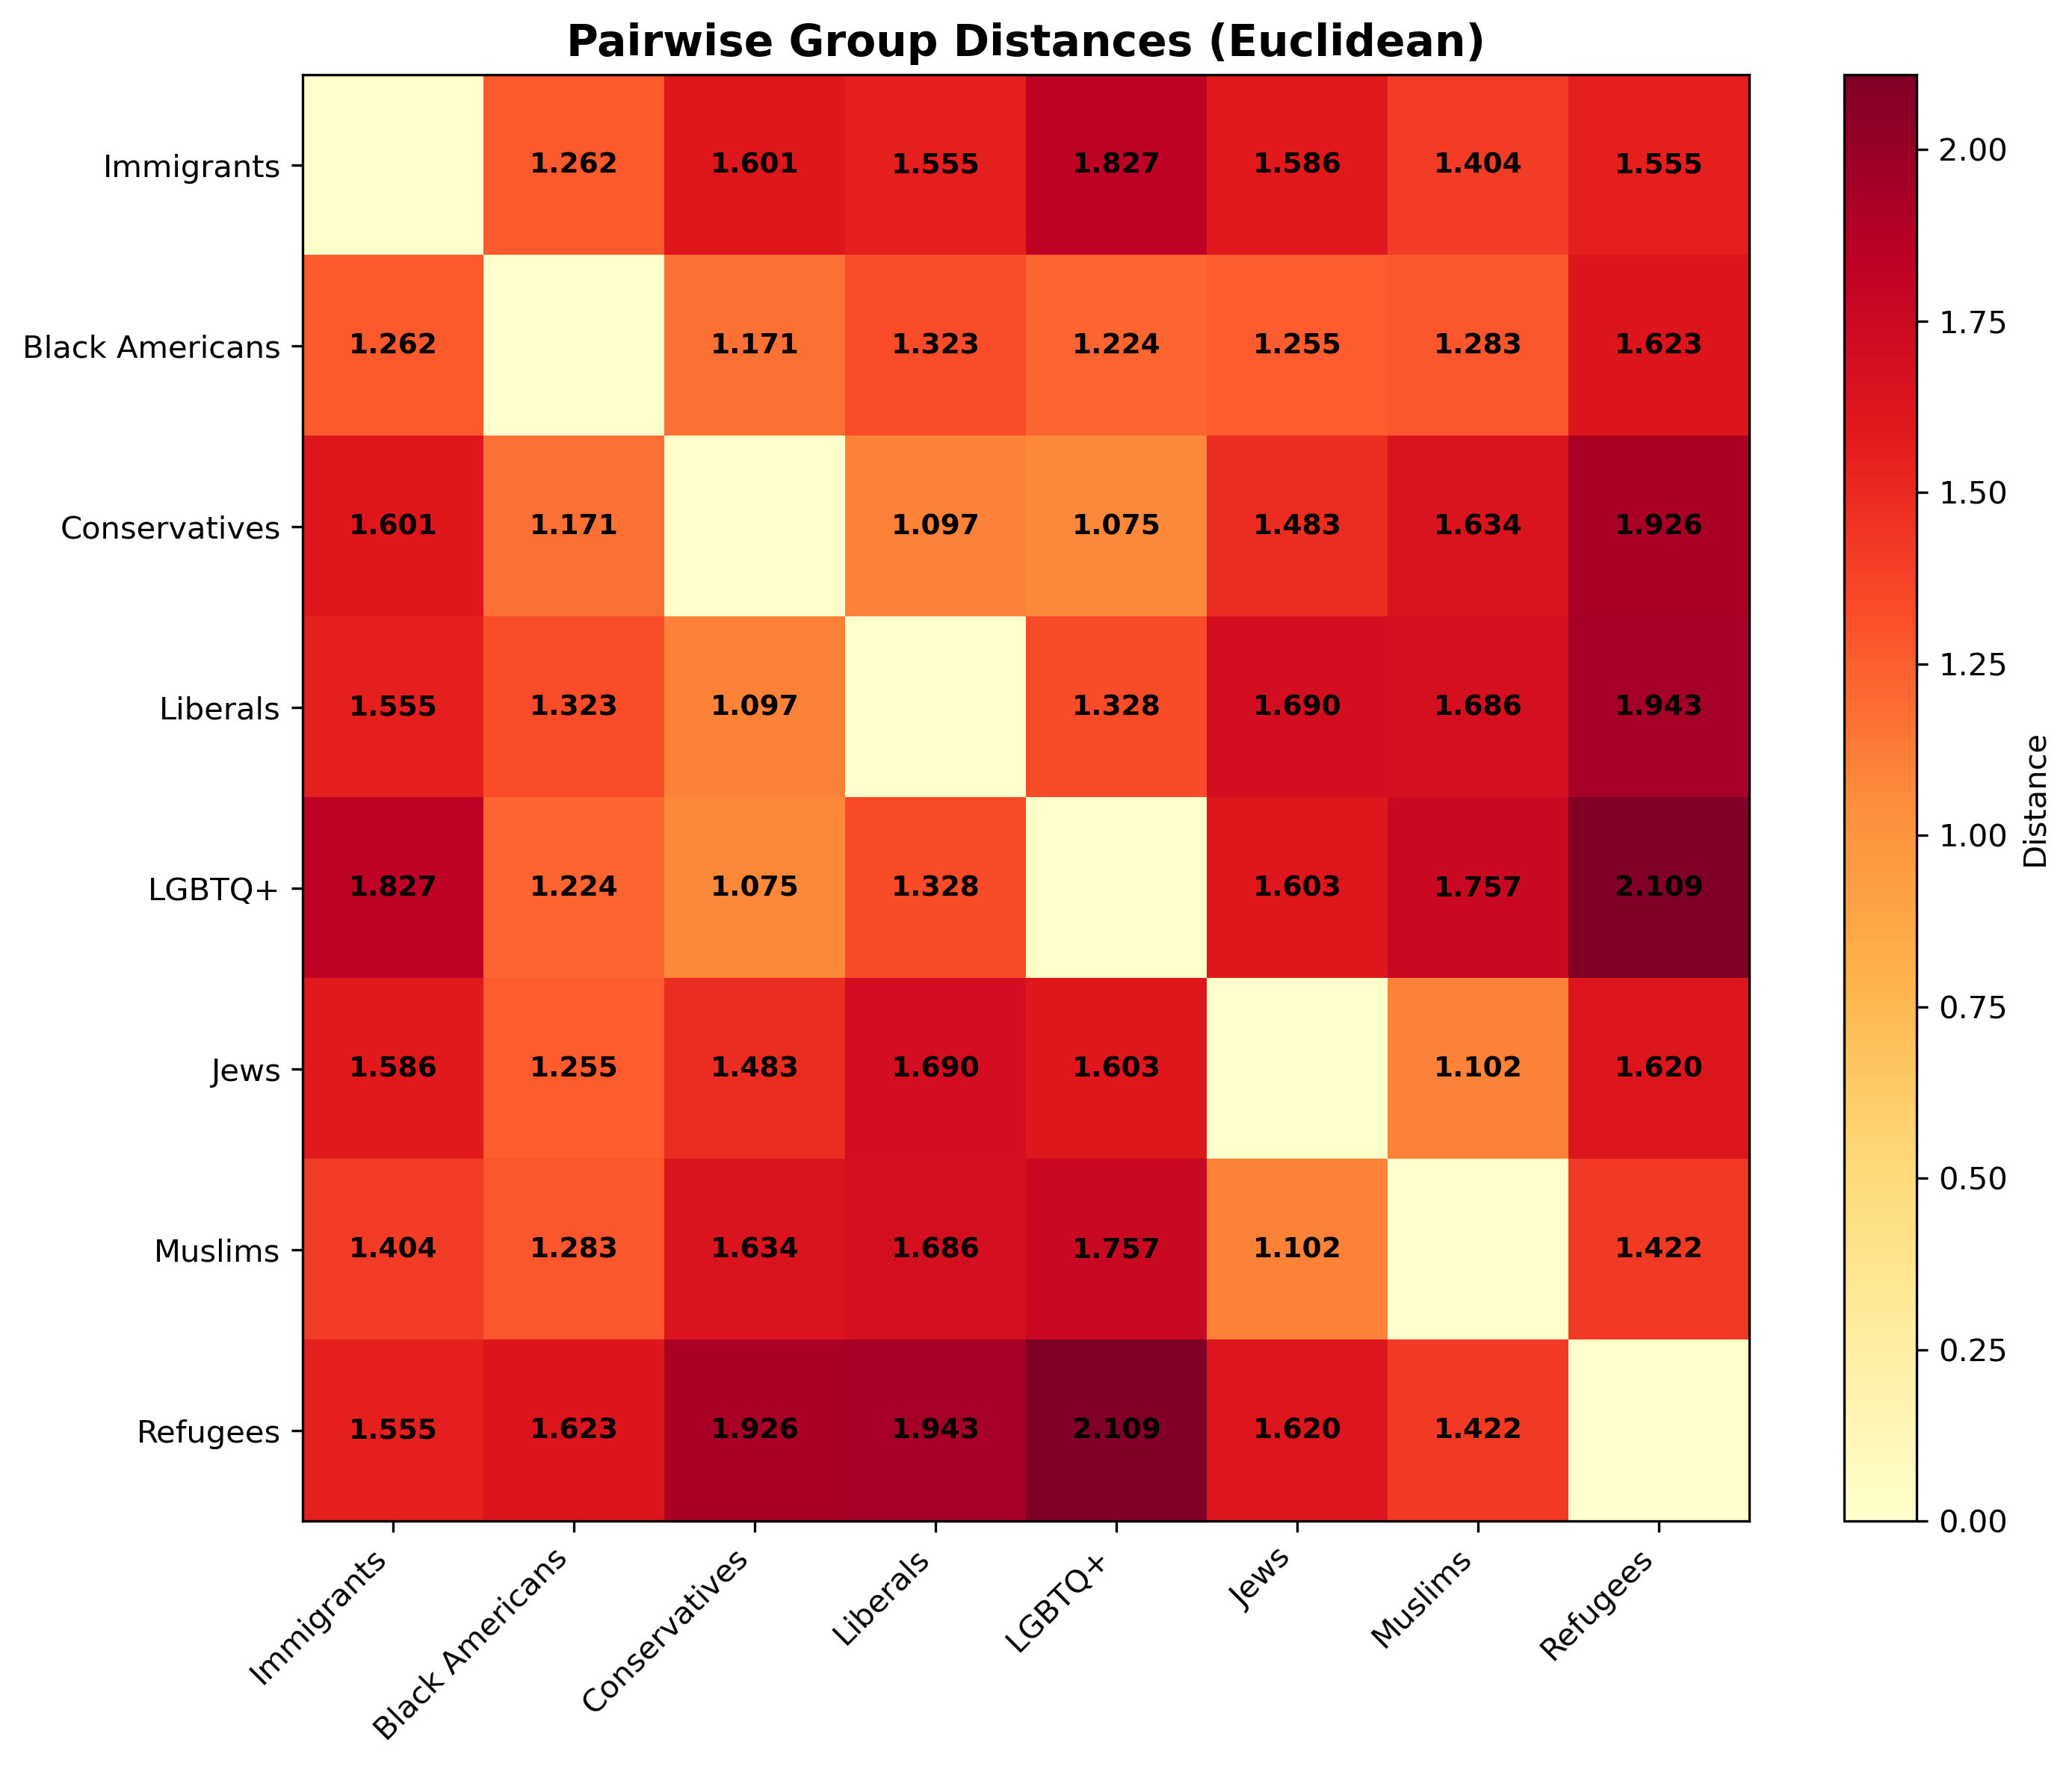 Pairwise Group Distances (Euclidean)
Immigrants 1.262 1.601 1.555 1.827 1.586 1.404 1.555
Black Americans 1.262 1.171 1.323 1.224 1.255 1.283 1.623
Conservatives 1.601 1.171 1.097 1.075 1.483 1.634 1.926
Liberals 1.555 1.323 1.097 1.328 1.690 1.686 1.943
LGBTQ+ 1.827 1.224 1.075 1.328 1.603 1.757 2.109
Jews 1.586 1.255 1.483 1.690 1.603 1.102 1.620
Muslims 1.404 1.283 1.634 1.686 1.757 1.102 1.422
Refugees 1.555 1.623 1.926 1.943 2.109 1.620 1.422
Immigrants
Black Americans
Conservatives
Liberals
LGBTQ+
Jews
Muslims
Refugees
2.00
1.75
1.50
1.25
1.00
0.75
0.50
0.25
0.00
Distance